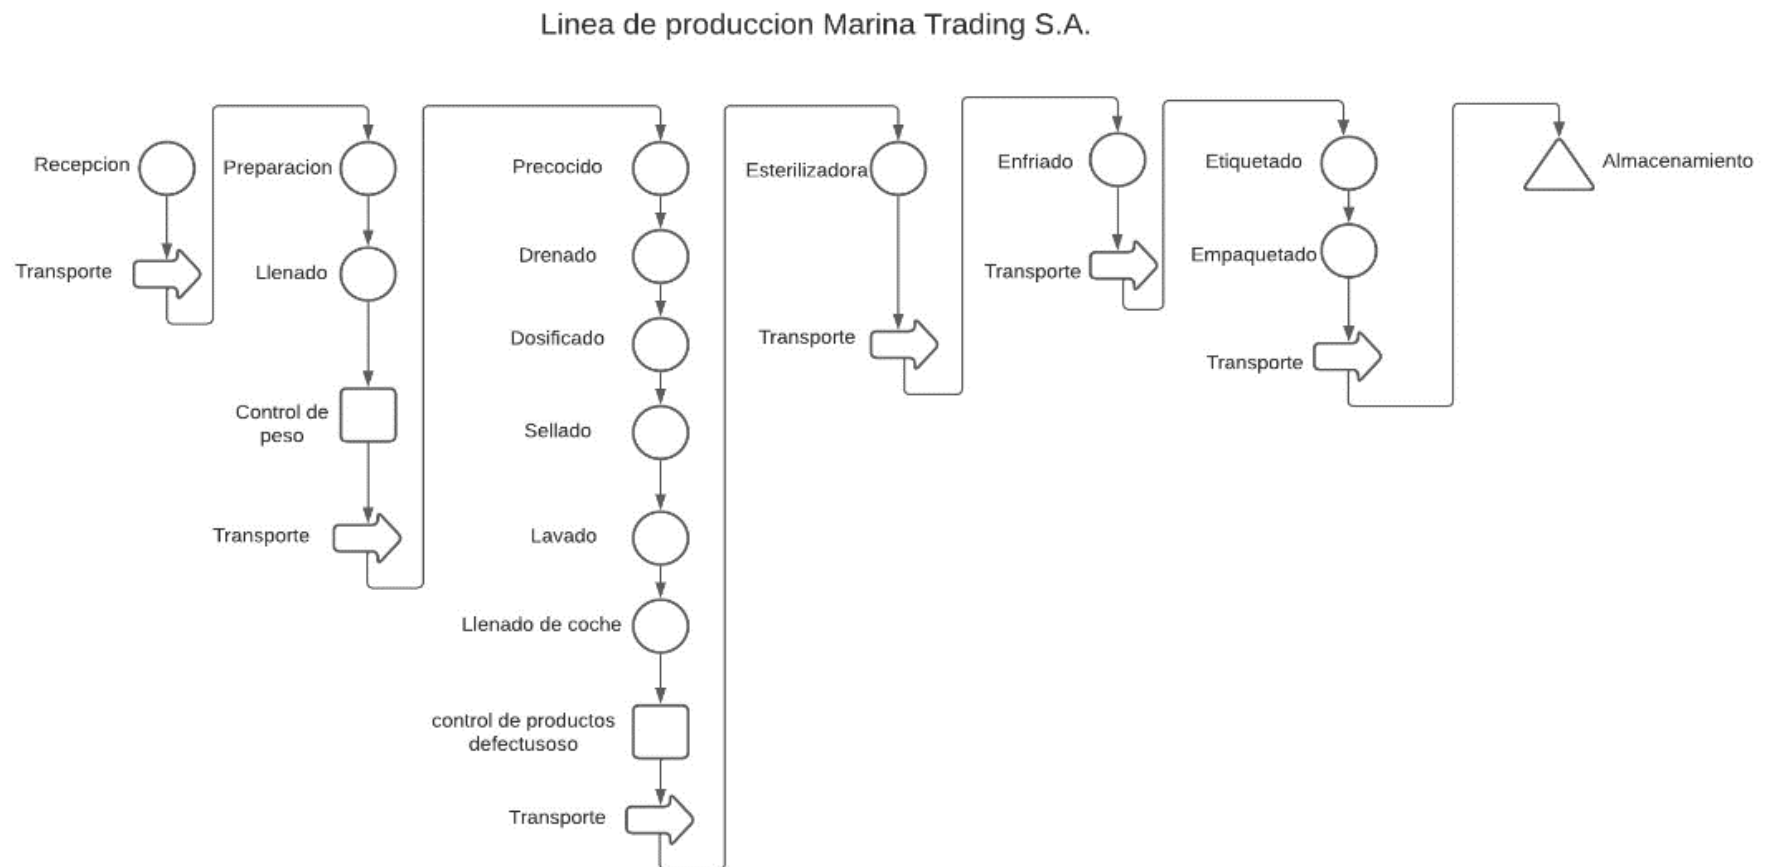 Linea de produccion Marina Trading S.A.
Recepcion
Transporte
Preparacion
Llenado
Control de
peso
Transporte
Precocido
Drenado
Dosificado
Sellado
Lavado
Llenado de coche
control de productos
defectusoso
Transporte
Esterilizadora
Transporte
Enfriado
Transporte
Etiquetado
Empaquetado
Transporte
Almacenamiento